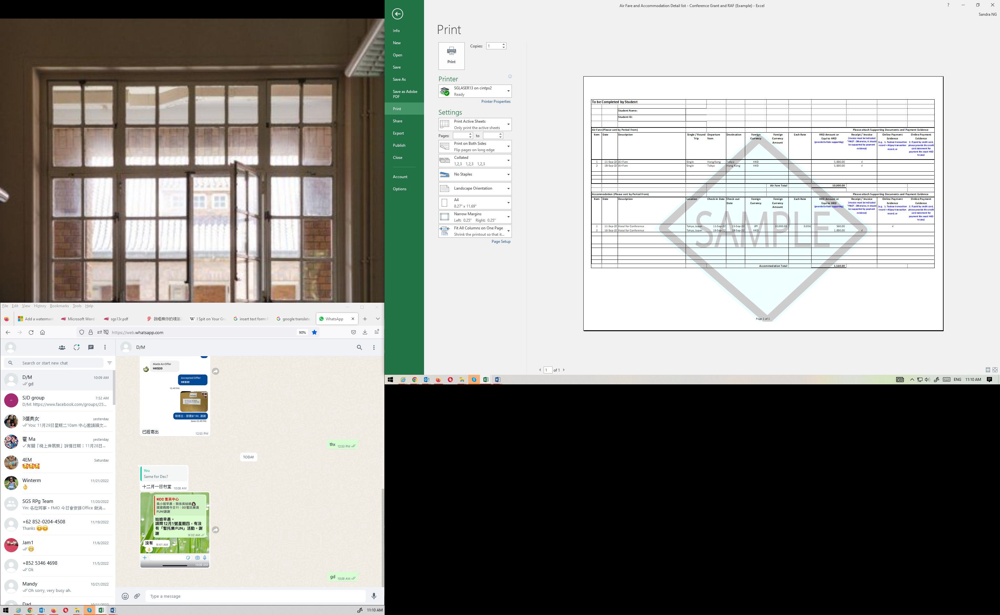 Air Fare and Accommodation Detail list - Conference Grant and RAF (Example) - Excel
Sandra NG
Info
New
Open
Save
Save As
Save as Adobe
PDF
Print
Share
Export
Publish
Close
Account
Options
Print
Print
Copies: 1
Printer
SGLASER13 on cintps2
Ready
Printer Properties
Settings
Print Active Sheets
Only print the active sheets
Pages: to
Print on Both Sides
Flip pages on long edge
Collated
1,2,3 1,2,3 1,2,3
No Staples
Landscape Orientation
A4
8.27" x 11.69"
Narrow Margins
Left: 0.25" Right: 0.25"
Fit All Columns on One Page
Shrink the printout so that it...
Page Setup
To be Completed by Student
Student Name:
Student ID:
Air Fare (Please sort by Period From) Please attach Supporting Documents and Payment Evidence
Item Date Description Single / Round Departure Destination Foreign Foreign Exch Rate HKD Amount or Receipt / Invoice Online Payment Online Payment
Trip from Currency Currency Equi to HKD (Invoice must be indicated Evidence Evidence
Amount (provide Ex Rate supporting) "PAID". Otherwise, it should (e.g. 1. Taobao transaction 2. If paid by credit card,
be supported by payment record + Alipay transaction please provide the credit
evidence) record; or card statement for
payment the exact HKD
to you)
1 11-Sep-22 Air Fare Single Hong Kong Tokyo HKD 5,000.00 √
2 18-Sep-22 Air Fare Single Tokyo Hong Kong HKD 5,000.00 √
Air Fare Total 10,000.00
Accommodation (Please sort by Period From) Please attach Supporting Documents and Payment Evidence
Item Date Description Location Check-in Date Check-out Foreign Foreign Exch Rate HKD Amount or Receipt / Invoice Online Payment Online Payment
Date Currency Currency Equi to HKD (Invoice must be indicated Evidence Evidence
Amount (provide Ex Rate supporting) "PAID". Otherwise, it should (e.g. 1. Taobao transaction 2. If paid by credit card,
be supported by payment record + Alipay transaction please provide the credit
evidence) record; or card statement for
payment the exact HKD
to you)
1 11-Sep-22 Hotal for Conference Tokyo, Japan 11-Sep-22 15-Sep-22 JPY 10,000.00 0.056 560.00 √
2 16-Sep-22 Hotal for Conference Tokyo, Japan 16-Sep-22 18-Sep-22 HKD 1,000.00 √
SAMPLE
Accommodation Total 1,560.00
Page 1 of 1
1 of 1
ENG 11:10 AM
File Edit View History Bookmarks Tools Help
Add a watermar
Microsoft Word
sgs13r.pdf
我唾棄你的墳墓
I Spit on Your Gra
insert text form f
google translate
WhatsApp
https://web.whatsapp.com
90%
D/M
Search or start new chat
D/M 10:09 AM
gd
SJD group 7:52 AM
D/M: https://www.facebook.com/groups/25...
3個美女 yesterday
You: 11月29日星期二10am 中心邀請穎文...
霍 Ma yesterday
有關「椅上伸展樂」詳情日期：11月28日...
4EM Saturday
🥰🥰🥰
Winterm 11/21/2022
👌
SGS RPg Team 11/20/2022
Yin: 各位同事。FMO 今日會安排Office 做消...
+62 852-0204-4508 11/19/2022
Thanks 😊😊
Jam1 11/6/2022
😁
+852 5346 4698 11/5/2022
Ok
Mandy 10/21/2022
Oh sorry, very busy ah.
Dad 10/11/2022
Made An Offer
HK$20
Accepted Offer
HK$20
12:49 PM
剛寄出，郵費$7.90, 謝謝
Seen 12:49 PM
已經寄出 12:53 PM
thx 12:53 PM
TODAY
You
Same for Dec?
十二月一日冇堂 10:08 AM
KCC 耆英中心
吳小姐早晨，我係吳姑娘
提提媽媽今日11：00暫託樂滿
FUN!謝謝
姑娘早晨。
請問12月1號星期四，有沒
有「暫托樂FUN」活動。謝
謝
9:32 AM
沒有 9:41 AM
👌
10:09 AM
gd 10:09 AM
Type a message
11:10 AM